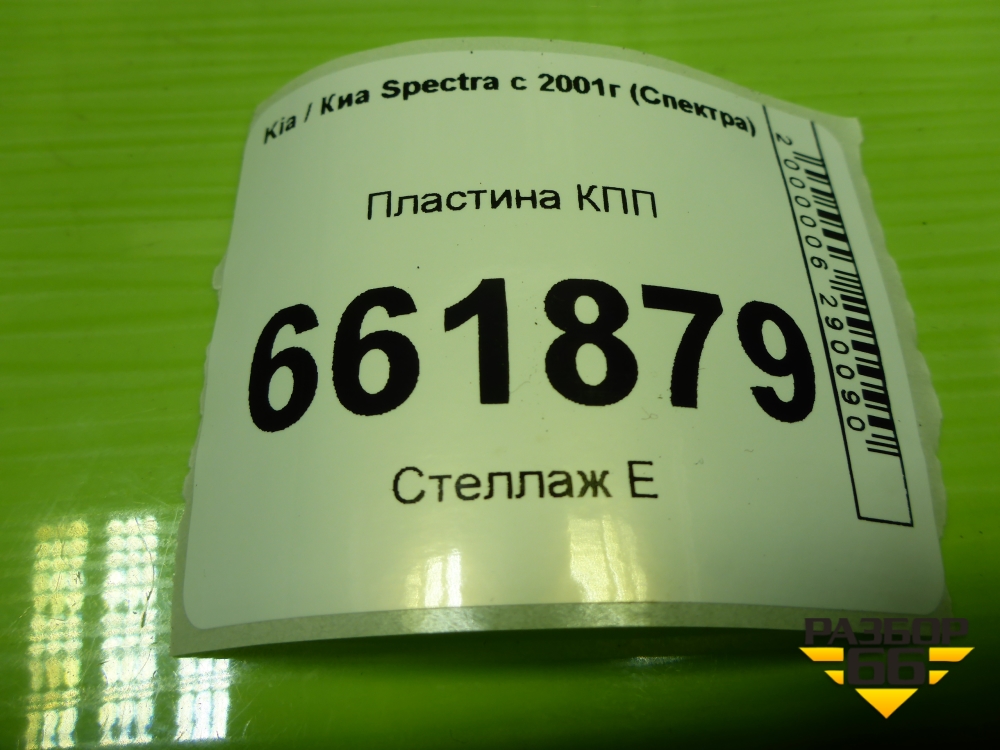 Kia / Киа Spectra с 2001г (Спектра)
Пластина КПП
661879
Стеллаж Е
2000006290090
РАЗБОР
66